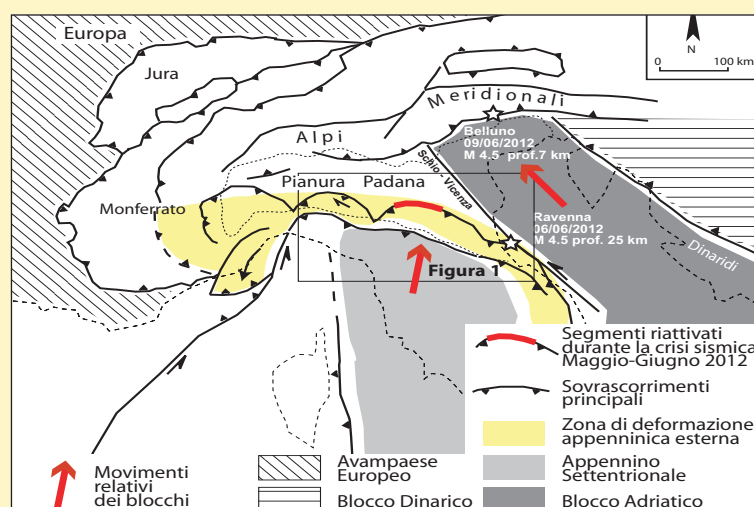 Europa
Jura
N
0 100 km
Meridionali
Alpi
Belluno
09/06/2012
M 4.5 prof.7 km
Schio-Vicenza
Pianura Padana
Monferrato
Ravenna
06/06/2012
M 4.5 prof. 25 km
Dinaridi
Figura 1
Segmenti riattivati
durante la crisi sismica
Maggio-Giugno 2012
Sovrascorrimenti
principali
Zona di deformazione
appenninica esterna
Movimenti
relativi
dei blocchi
Avampaese
Europeo
Blocco Dinarico
Appennino
Settentrionale
Blocco Adriatico